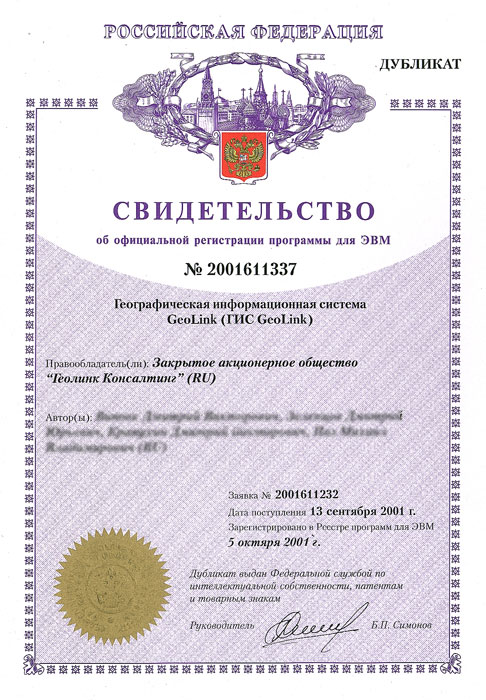 РОССИЙСКАЯ ФЕДЕРАЦИЯ
ДУБЛИКАТ
СВИДЕТЕЛЬСТВО
об официальной регистрации программы для ЭВМ
№ 2001611337
Географическая информационная система
GeoLink (ГИС GeoLink)
Правообладатель(ли): Закрытое акционерное общество
“Геолинк Консалтинг” (RU)
Автор(ы):
Заявка № 2001611232
Дата поступления 13 сентября 2001 г.
Зарегистрировано в Реестре программ для ЭВМ
5 октября 2001 г.
Дубликат выдан Федеральной службой по
интеллектуальной собственности, патентам
и товарным знакам
Руководитель Б.П. Симонов